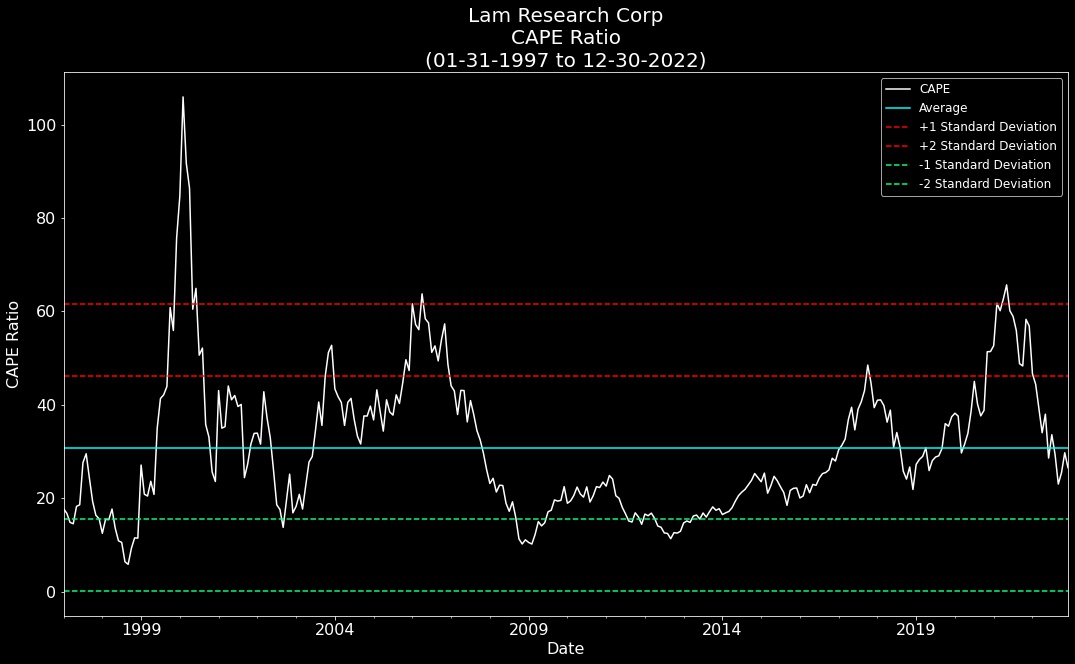 Lam Research Corp
CAPE Ratio
(01-31-1997 to 12-30-2022)
CAPE
Average
+1 Standard Deviation
+2 Standard Deviation
-1 Standard Deviation
-2 Standard Deviation
CAPE Ratio
100
80
60
40
20
0
1999
2004
2009
2014
2019
Date